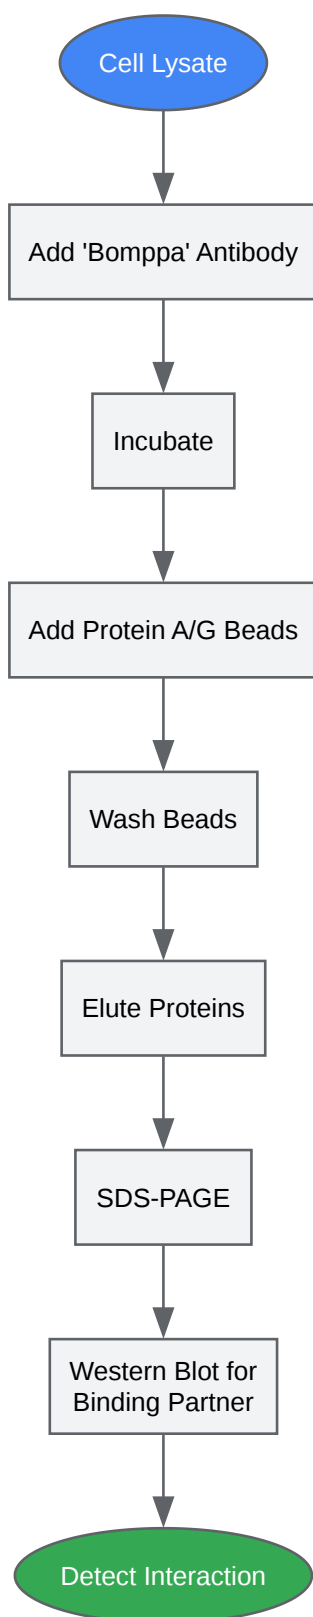 Cell Lysate
Add 'Bomppa' Antibody
Incubate
Add Protein A/G Beads
Wash Beads
Elute Proteins
SDS-PAGE
Western Blot for
Binding Partner
Detect Interaction